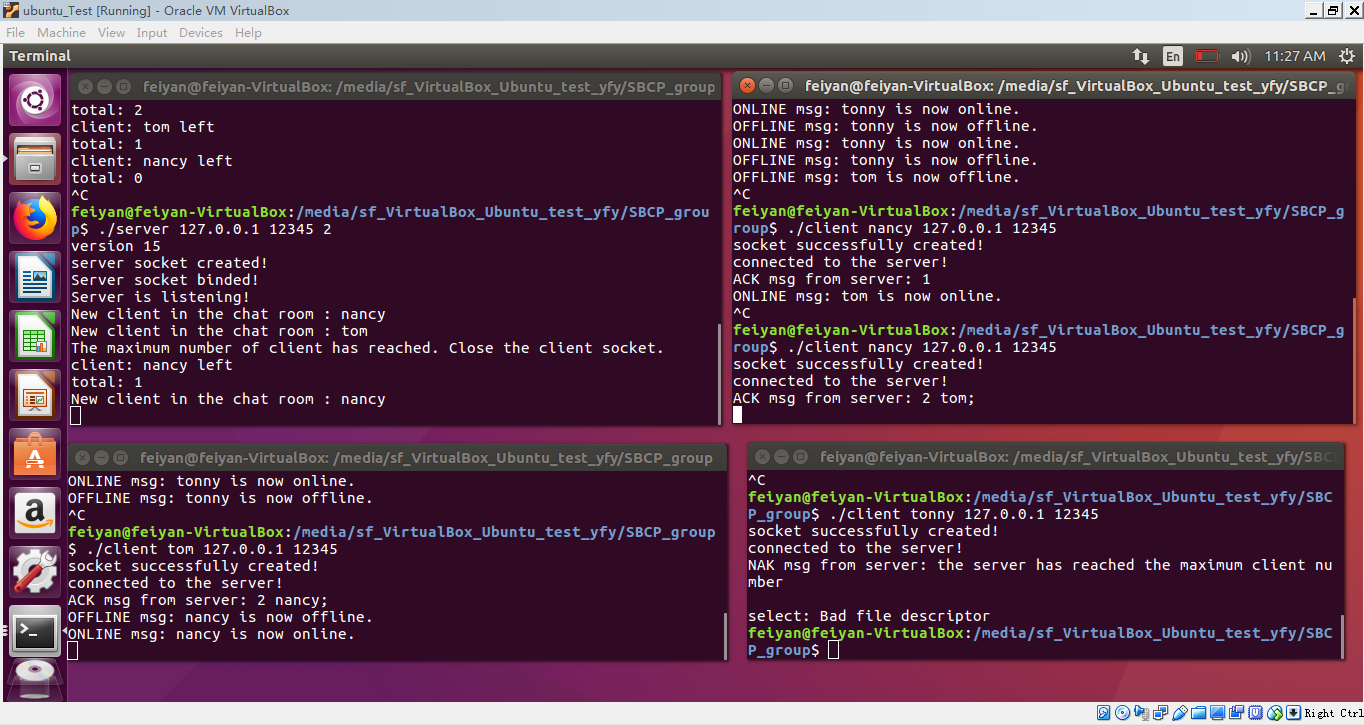 ubuntu_Test [Running] - Oracle VM VirtualBox
File Machine View Input Devices Help
Terminal
En
11:27 AM
feiyan@feiyan-VirtualBox: /media/sf_VirtualBox_Ubuntu_test_yfy/SBCP_group
total: 2
client: tom left
total: 1
client: nancy left
total: 0
^C
feiyan@feiyan-VirtualBox:/media/sf_VirtualBox_Ubuntu_test_yfy/SBCP_grou
p$ ./server 127.0.0.1 12345 2
version 15
server socket created!
Server socket binded!
Server is listening!
New client in the chat room : nancy
New client in the chat room : tom
The maximum number of client has reached. Close the client socket.
client: nancy left
total: 1
New client in the chat room : nancy
feiyan@feiyan-VirtualBox: /media/sf_VirtualBox_Ubuntu_test_yfy/SBCP_g
ONLINE msg: tonny is now online.
OFFLINE msg: tonny is now offline.
ONLINE msg: tonny is now online.
OFFLINE msg: tonny is now offline.
OFFLINE msg: tom is now offline.
^C
feiyan@feiyan-VirtualBox:/media/sf_VirtualBox_Ubuntu_test_yfy/SBCP_g
roup$ ./client nancy 127.0.0.1 12345
socket successfully created!
connected to the server!
ACK msg from server: 1
ONLINE msg: tom is now online.
^C
feiyan@feiyan-VirtualBox:/media/sf_VirtualBox_Ubuntu_test_yfy/SBCP_g
roup$ ./client nancy 127.0.0.1 12345
socket successfully created!
connected to the server!
ACK msg from server: 2 tom;
feiyan@feiyan-VirtualBox: /media/sf_VirtualBox_Ubuntu_test_yfy/SBCP_group
ONLINE msg: tonny is now online.
OFFLINE msg: tonny is now offline.
^C
feiyan@feiyan-VirtualBox:/media/sf_VirtualBox_Ubuntu_test_yfy/SBCP_group
$ ./client tom 127.0.0.1 12345
socket successfully created!
connected to the server!
ACK msg from server: 2 nancy;
OFFLINE msg: nancy is now offline.
ONLINE msg: nancy is now online.
feiyan@feiyan-VirtualBox: /media/sf_VirtualBox_Ubuntu_test_yfy/SBC
^C
feiyan@feiyan-VirtualBox:/media/sf_VirtualBox_Ubuntu_test_yfy/SBC
P_group$ ./client tonny 127.0.0.1 12345
socket successfully created!
connected to the server!
NAK msg from server: the server has reached the maximum client nu
mber
select: Bad file descriptor
feiyan@feiyan-VirtualBox:/media/sf_VirtualBox_Ubuntu_test_yfy/SBC
P_group$
Right Ctrl